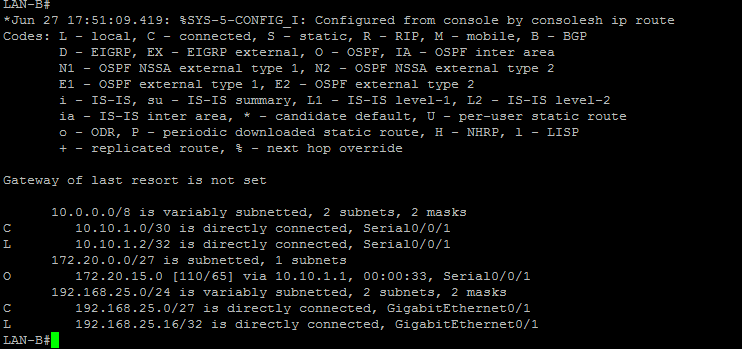 LAN-B#
*Jun 27 17:51:09.419: %SYS-5-CONFIG_I: Configured from console by consolesh ip route
Codes: L - local, C - connected, S - static, R - RIP, M - mobile, B - BGP
       D - EIGRP, EX - EIGRP external, O - OSPF, IA - OSPF inter area
       N1 - OSPF NSSA external type 1, N2 - OSPF NSSA external type 2
       E1 - OSPF external type 1, E2 - OSPF external type 2
       i - IS-IS, su - IS-IS summary, L1 - IS-IS level-1, L2 - IS-IS level-2
       ia - IS-IS inter area, * - candidate default, U - per-user static route
       o - ODR, P - periodic downloaded static route, H - NHRP, l - LISP
       + - replicated route, % - next hop override

Gateway of last resort is not set

      10.0.0.0/8 is variably subnetted, 2 subnets, 2 masks
C        10.10.1.0/30 is directly connected, Serial0/0/1
L        10.10.1.2/32 is directly connected, Serial0/0/1
      172.20.0.0/27 is subnetted, 1 subnets
O        172.20.15.0 [110/65] via 10.10.1.1, 00:00:33, Serial0/0/1
      192.168.25.0/24 is variably subnetted, 2 subnets, 2 masks
C        192.168.25.0/27 is directly connected, GigabitEthernet0/1
L        192.168.25.16/32 is directly connected, GigabitEthernet0/1
LAN-B#